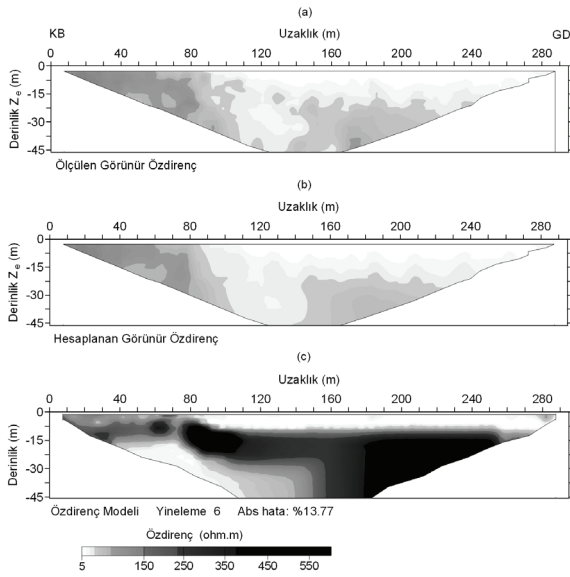 (a)
KB Uzaklık (m) GD
0 40 80 120 160 200 240 280
0
-15
-30
-45
Derinlik Ze (m)
Ölçülen Görünür Özdirenç
(b)
Uzaklık (m)
0 40 80 120 160 200 240 280
0
-15
-30
-45
Derinlik Ze (m)
Hesaplanan Görünür Özdirenç
(c)
Uzaklık (m)
0 40 80 120 160 200 240 280
0
-15
-30
-45
Derinlik (m)
Özdirenç Modeli Yineleme 6 Abs hata: %13.77
Özdirenç (ohm.m)
5 150 250 350 450 550